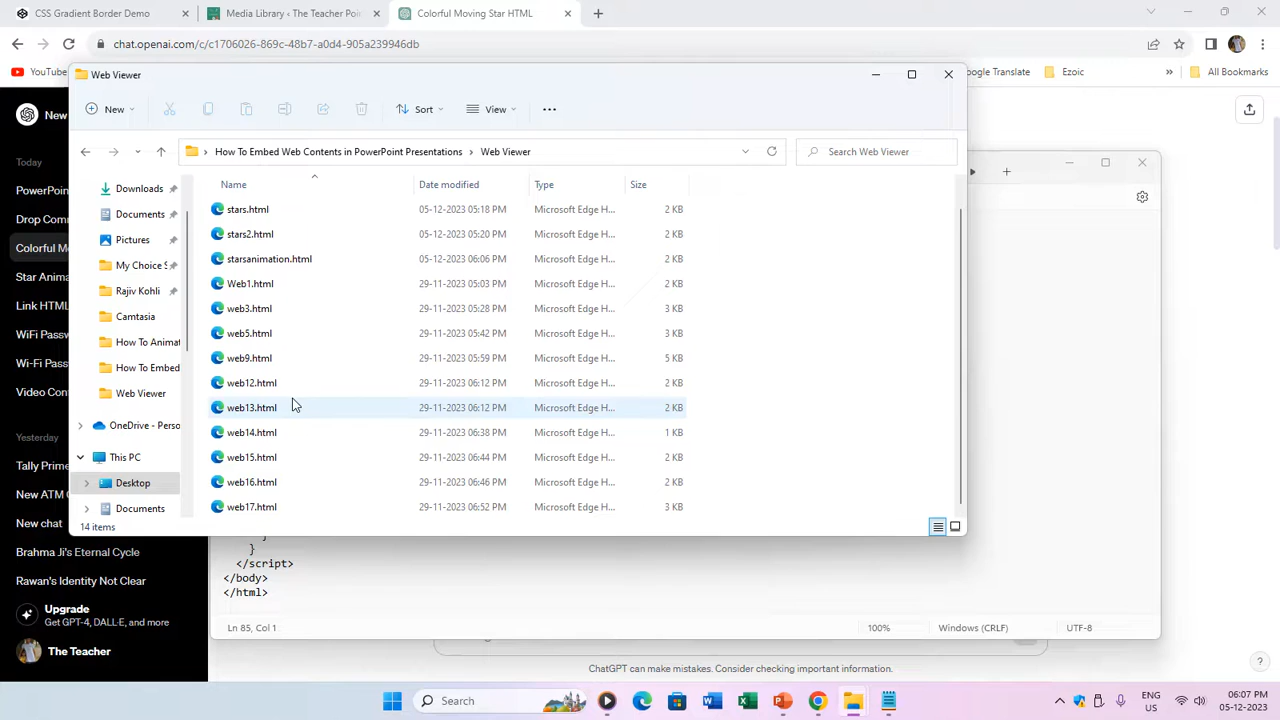 CSS Gradient Border Demo
Media Library ‹ The Teacher Poin
Colorful Moving Star HTML
chat.openai.com/c/c1706026-869c-48b7-a0d4-905a239946db
YouTube
oogle Translate
Ezoic
»
All Bookmarks
Web Viewer
New
Sort
View
How To Embed Web Contents in PowerPoint Presentations > Web Viewer
Search Web Viewer
New
Today
PowerPoint
Drop Com
Colorful Mo
Star Anima
Link HTML
WiFi Passw
Wi-Fi Passw
Video Con
Yesterday
Tally Prime
New ATM C
New chat
Brahma Ji's Eternal Cycle
Rawan's Identity Not Clear
Upgrade
Get GPT-4, DALL·E, and more
The Teacher
Downloads
Documents
Pictures
My Choice S
Rajiv Kohli
Camtasia
How To Animat
How To Embed
Web Viewer
OneDrive - Perso
This PC
Desktop
Documents
Name Date modified Type Size
stars.html 05-12-2023 05:18 PM Microsoft Edge H... 2 KB
stars2.html 05-12-2023 05:20 PM Microsoft Edge H... 2 KB
starsanimation.html 05-12-2023 06:06 PM Microsoft Edge H... 2 KB
Web1.html 29-11-2023 05:03 PM Microsoft Edge H... 2 KB
web3.html 29-11-2023 05:28 PM Microsoft Edge H... 3 KB
web5.html 29-11-2023 05:42 PM Microsoft Edge H... 3 KB
web9.html 29-11-2023 05:59 PM Microsoft Edge H... 5 KB
web12.html 29-11-2023 06:12 PM Microsoft Edge H... 2 KB
web13.html 29-11-2023 06:12 PM Microsoft Edge H... 2 KB
web14.html 29-11-2023 06:38 PM Microsoft Edge H... 1 KB
web15.html 29-11-2023 06:44 PM Microsoft Edge H... 2 KB
web16.html 29-11-2023 06:46 PM Microsoft Edge H... 2 KB
web17.html 29-11-2023 06:52 PM Microsoft Edge H... 3 KB
14 items
}
</script>
</body>
</html>
Ln 85, Col 1
100%
Windows (CRLF)
UTF-8
ChatGPT can make mistakes. Consider checking important information.
?
Search
ENG
US
06:07 PM
05-12-2023